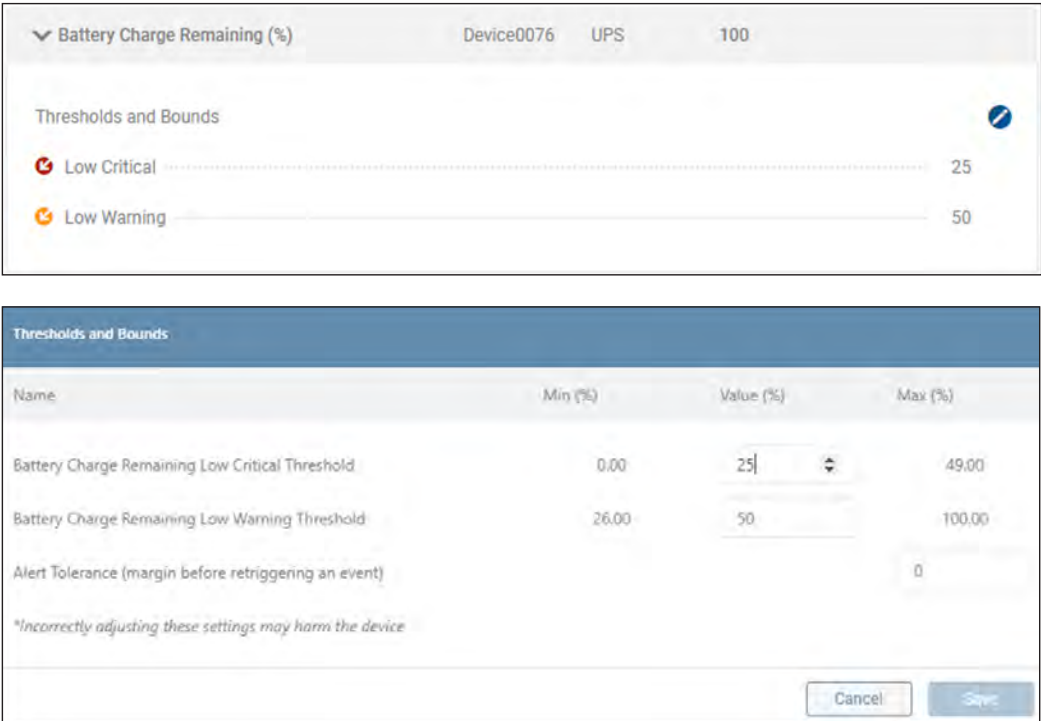 Battery Charge Remaining (%) Device0076 UPS 100
Thresholds and Bounds
Low Critical 25
Low Warning 50
Thresholds and Bounds
Name Min (%) Value (%) Max (%)
Battery Charge Remaining Low Critical Threshold 0.00 25 49.00
Battery Charge Remaining Low Warning Threshold 26.00 50 100.00
Alert Tolerance (margin before retriggering an event) 0
*Incorrectly adjusting these settings may harm the device
Cancel Save